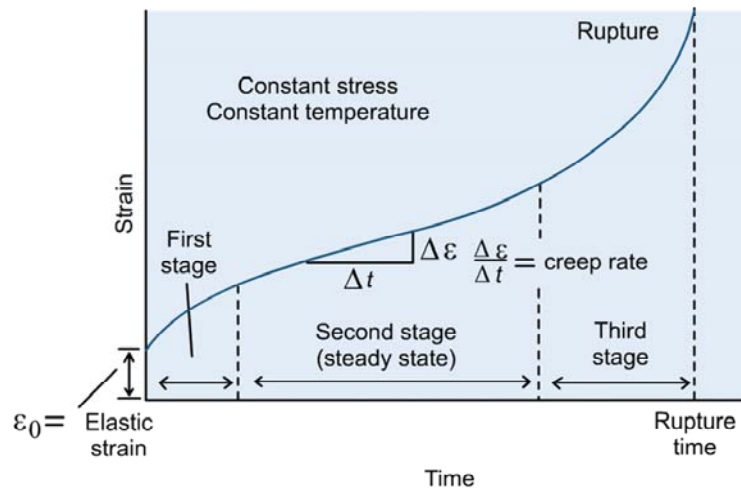 Rupture
Constant stress
Constant temperature
Strain
First
stage
Δε
Δt
Δε
Δt
= creep rate
Second stage
(steady state)
Third
stage
ε₀=
Elastic
strain
Rupture
time
Time